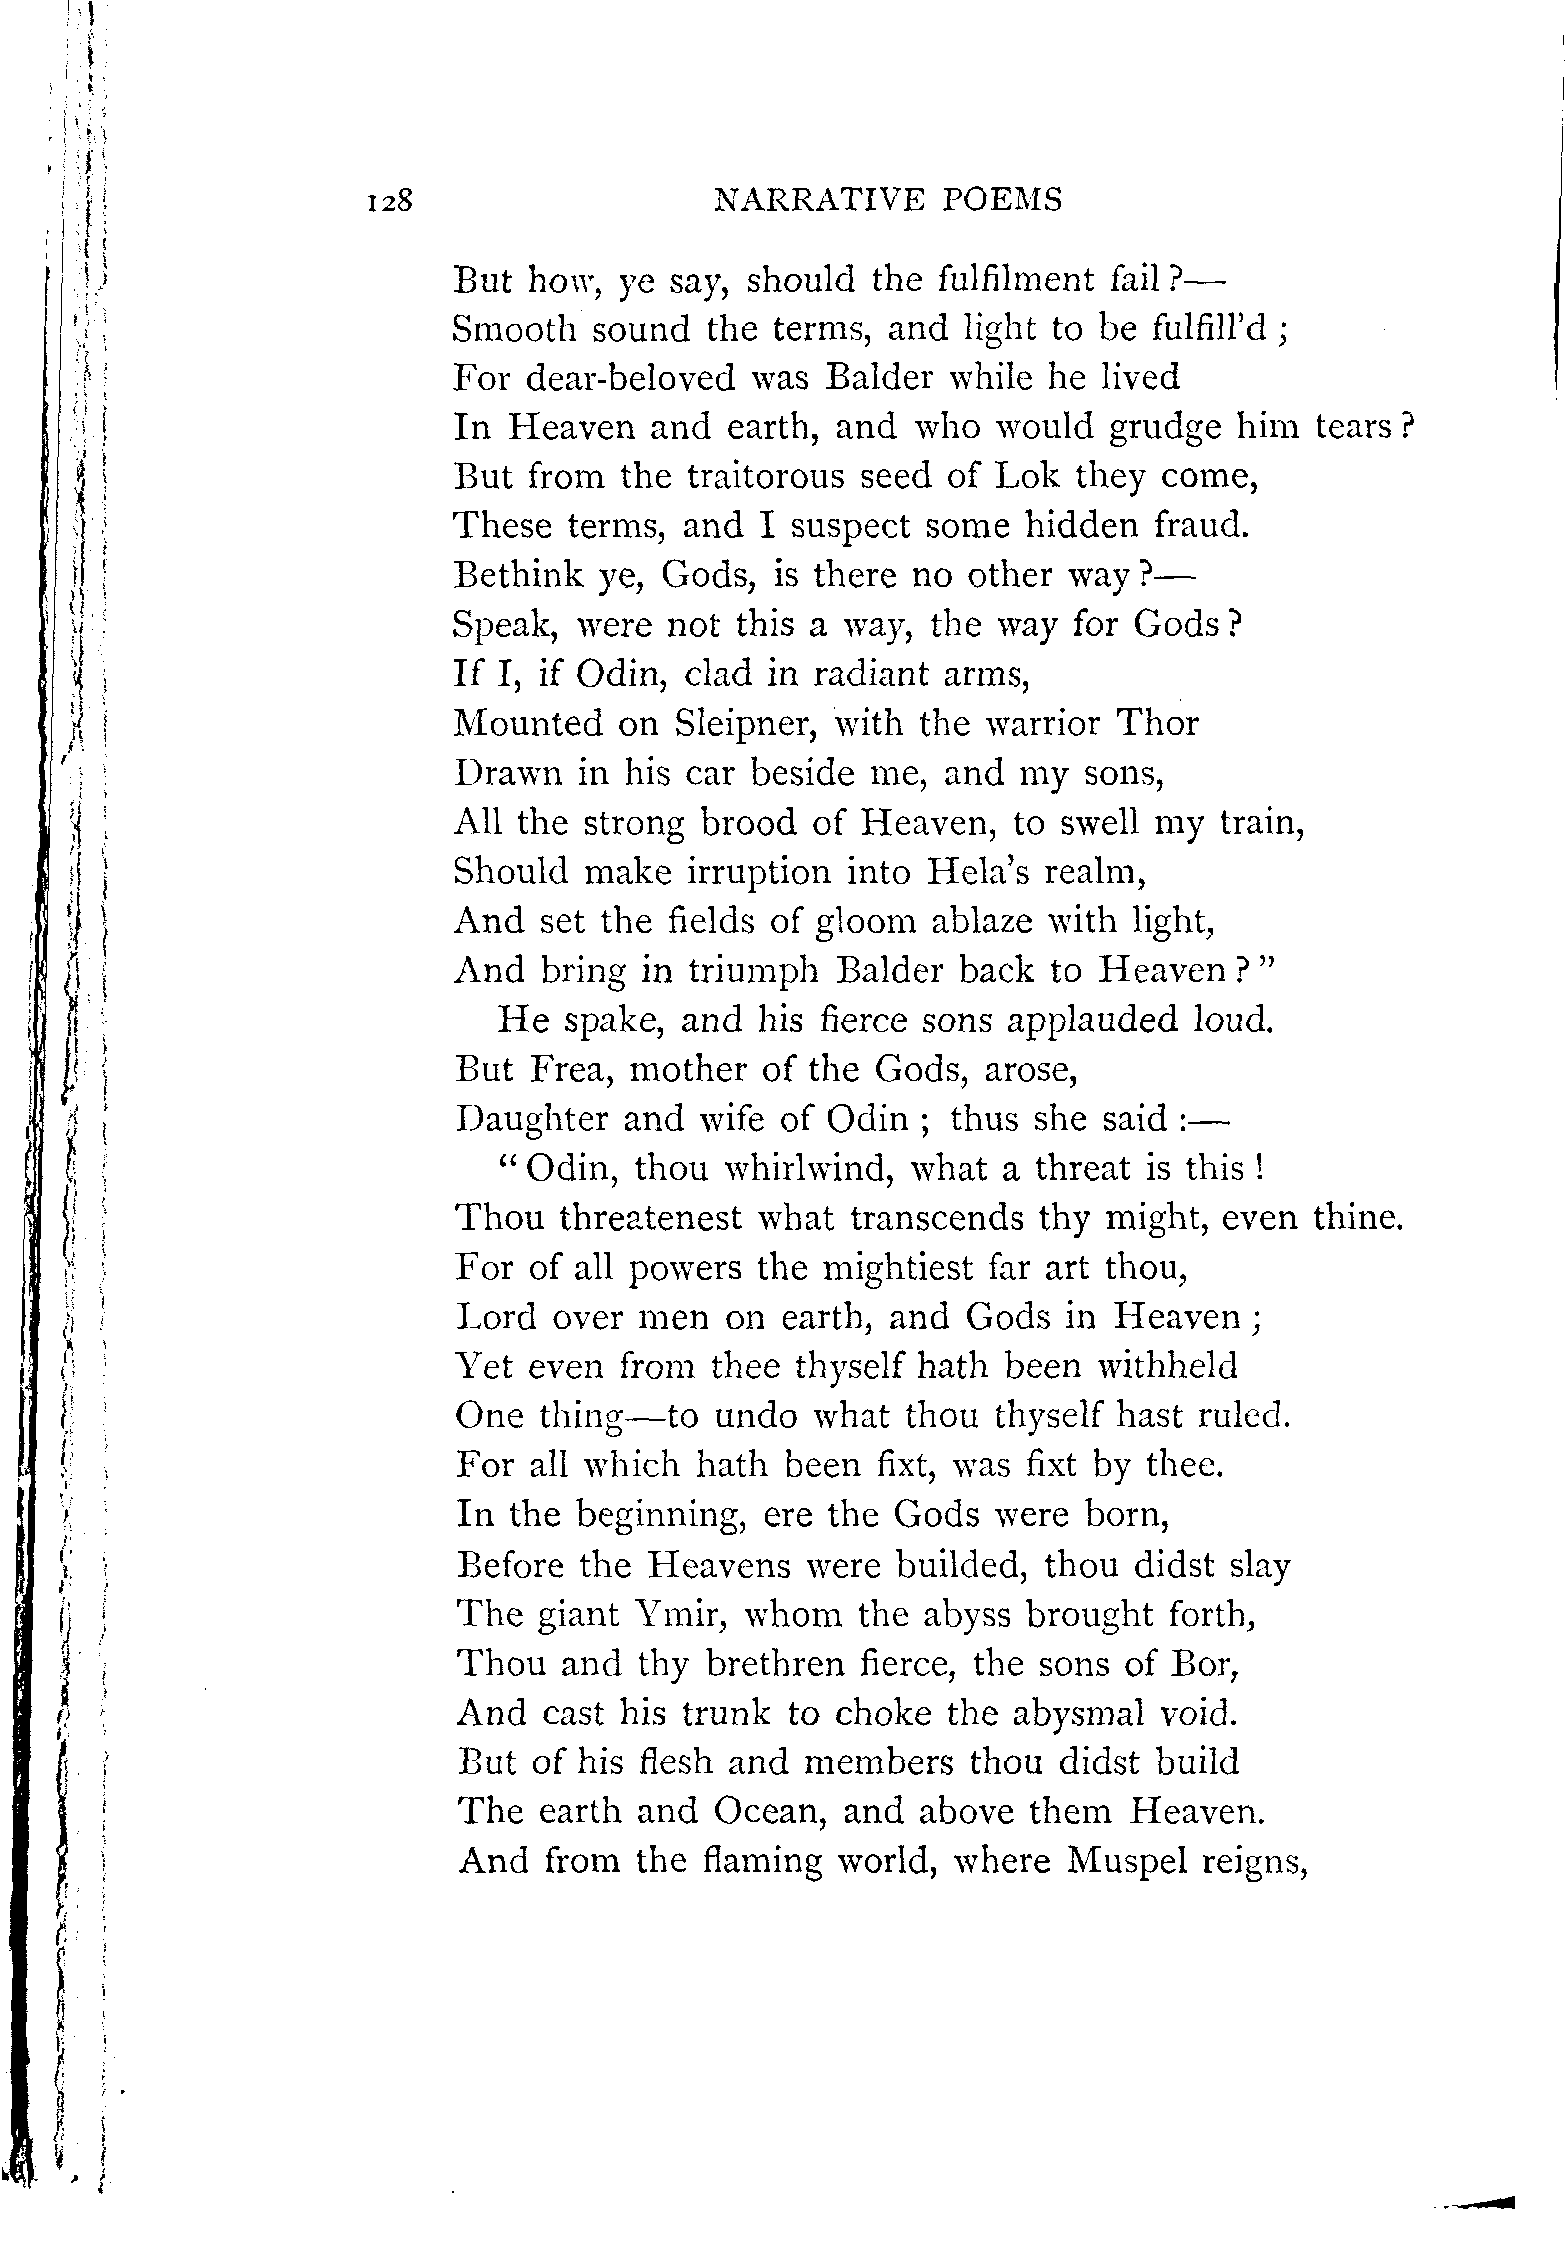 128 NARRATIVE POEMS
But how, ye say, should the fulfilment fail?—
Smooth sound the terms, and light to be fulfill'd;
For dear-beloved was Balder while he lived
In Heaven and earth, and who would grudge him tears?
But from the traitorous seed of Lok they come,
These terms, and I suspect some hidden fraud.
Bethink ye, Gods, is there no other way?—
Speak, were not this a way, the way for Gods?
If I, if Odin, clad in radiant arms,
Mounted on Sleipner, with the warrior Thor
Drawn in his car beside me, and my sons,
All the strong brood of Heaven, to swell my train,
Should make irruption into Hela's realm,
And set the fields of gloom ablaze with light,
And bring in triumph Balder back to Heaven?"
He spake, and his fierce sons applauded loud.
But Frea, mother of the Gods, arose,
Daughter and wife of Odin; thus she said:—
"Odin, thou whirlwind, what a threat is this!
Thou threatenest what transcends thy might, even thine.
For of all powers the mightiest far art thou,
Lord over men on earth, and Gods in Heaven;
Yet even from thee thyself hath been withheld
One thing—to undo what thou thyself hast ruled.
For all which hath been fixt, was fixt by thee.
In the beginning, ere the Gods were born,
Before the Heavens were builded, thou didst slay
The giant Ymir, whom the abyss brought forth,
Thou and thy brethren fierce, the sons of Bor,
And cast his trunk to choke the abysmal void.
But of his flesh and members thou didst build
The earth and Ocean, and above them Heaven.
And from the flaming world, where Muspel reigns,